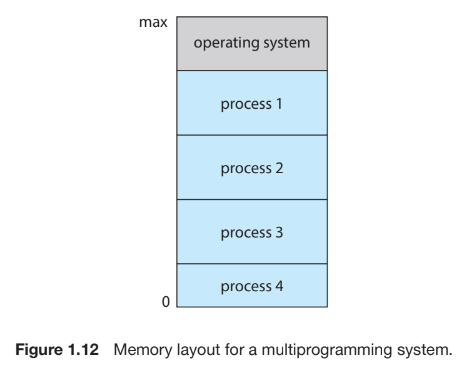 max
operating system
process 1
process 2
process 3
process 4
0
Figure 1.12 Memory layout for a multiprogramming system.